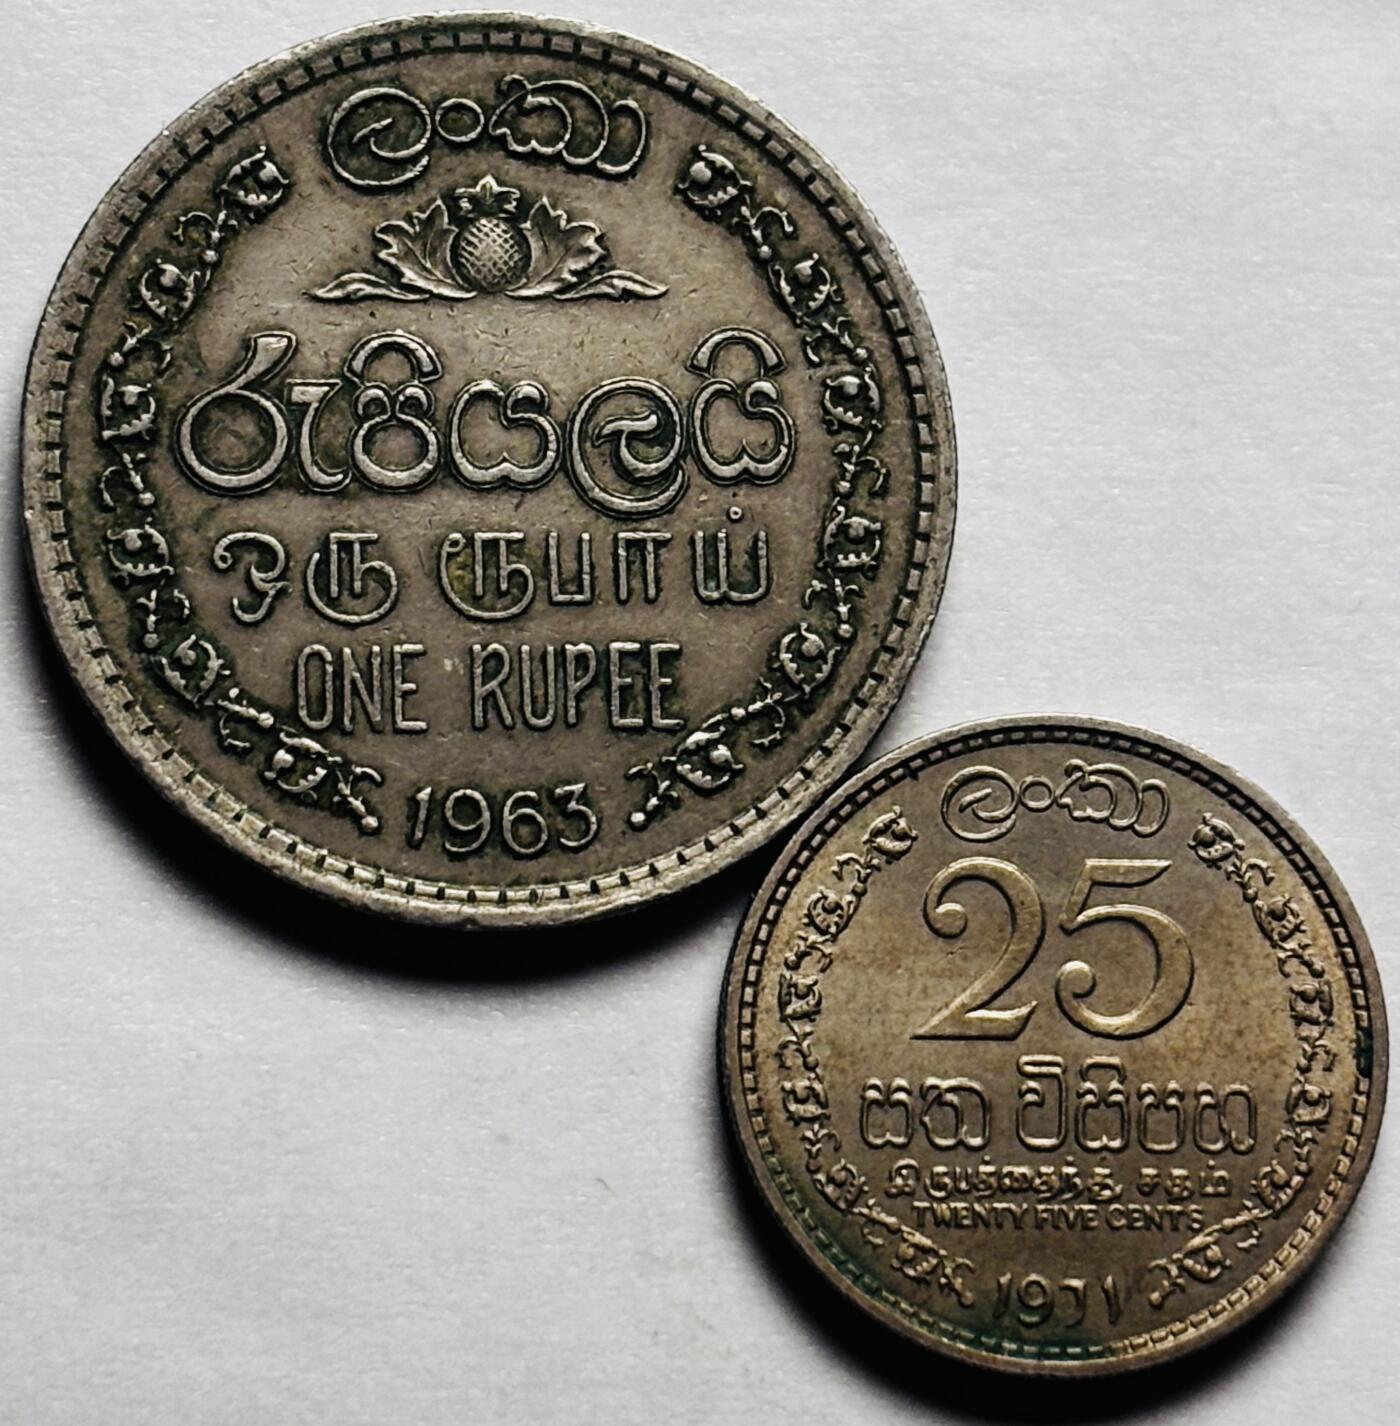 ලංකා
රුපියලයි
ஒரு ரூபாய்
ONE RUPEE
1963
ලංකා
25
සත විසිපහ
இருபத்தைந்து சதம்
TWENTY FIVE CENTS
1971